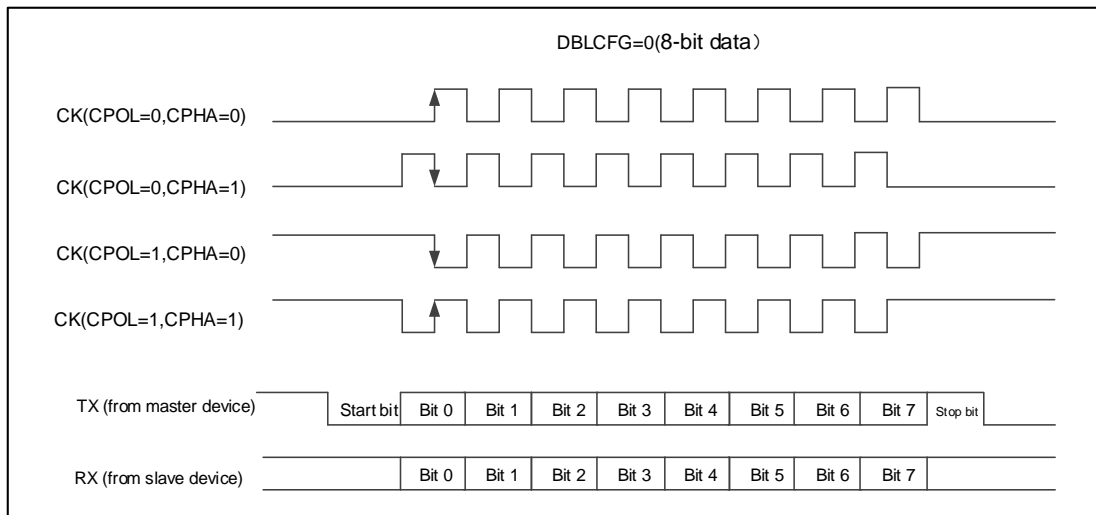 DBLCFG=0(8-bit data）
CK(CPOL=0,CPHA=0)
CK(CPOL=0,CPHA=1)
CK(CPOL=1,CPHA=0)
CK(CPOL=1,CPHA=1)
TX (from master device) Start bit Bit 0 Bit 1 Bit 2 Bit 3 Bit 4 Bit 5 Bit 6 Bit 7 Stop bit
RX (from slave device) Bit 0 Bit 1 Bit 2 Bit 3 Bit 4 Bit 5 Bit 6 Bit 7